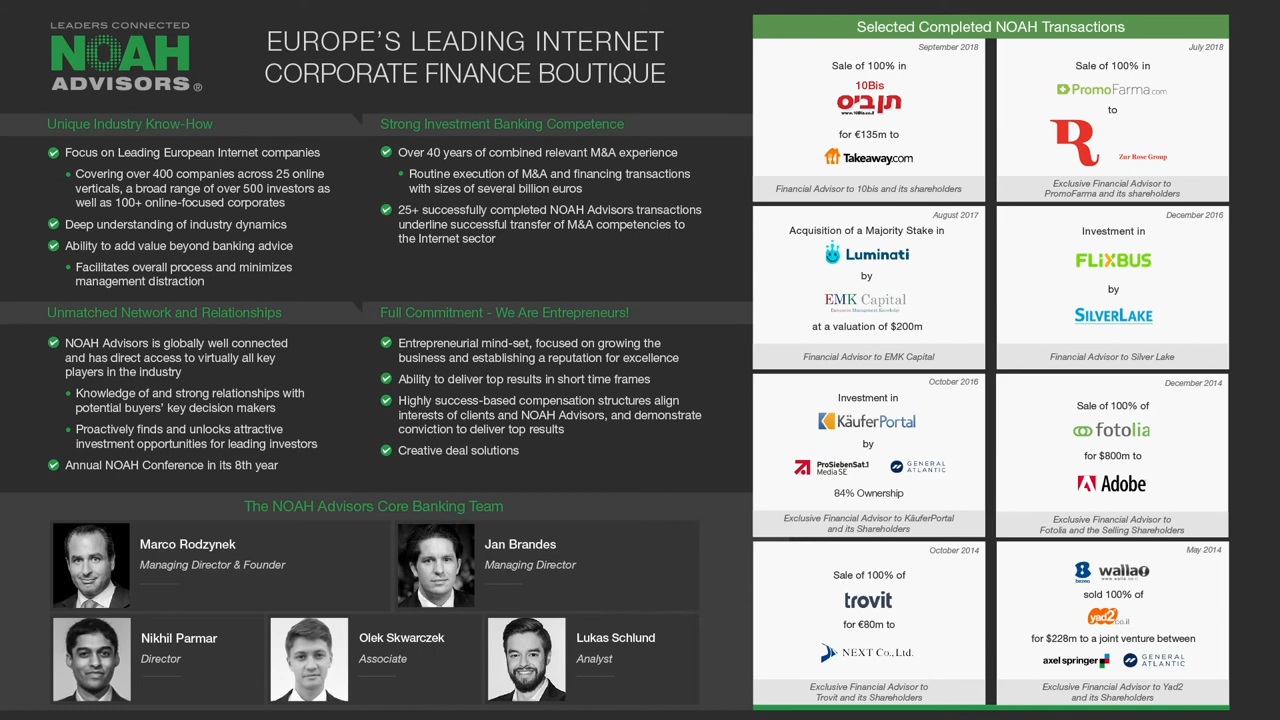 LEADERS CONNECTED
NOAH
ADVISORS®
EUROPE'S LEADING INTERNET
CORPORATE FINANCE BOUTIQUE
Unique Industry Know-How
Focus on Leading European Internet companies
• Covering over 400 companies across 25 online
verticals, a broad range of over 500 investors as
well as 100+ online-focused corporates
Deep understanding of industry dynamics
Ability to add value beyond banking advice
• Facilitates overall process and minimizes
management distraction
Strong Investment Banking Competence
Over 40 years of combined relevant M&A experience
• Routine execution of M&A and financing transactions
with sizes of several billion euros
25+ successfully completed NOAH Advisors transactions
underline successful transfer of M&A competencies to
the Internet sector
Unmatched Network and Relationships
NOAH Advisors is globally well connected
and has direct access to virtually all key
players in the industry
• Knowledge of and strong relationships with
potential buyers' key decision makers
• Proactively finds and unlocks attractive
investment opportunities for leading investors
Annual NOAH Conference in its 8th year
Full Commitment - We Are Entrepreneurs!
Entrepreneurial mind-set, focused on growing the
business and establishing a reputation for excellence
Ability to deliver top results in short time frames
Highly success-based compensation structures align
interests of clients and NOAH Advisors, and demonstrate
conviction to deliver top results
Creative deal solutions
The NOAH Advisors Core Banking Team
Marco Rodzynek
Managing Director & Founder
Jan Brandes
Managing Director
Nikhil Parmar
Director
Olek Skwarczek
Associate
Lukas Schlund
Analyst
Selected Completed NOAH Transactions
September 2018
Sale of 100% in
10Bis
תן ביס
www.10Bis.co.il
for €135m to
Takeaway.com
Financial Advisor to 10bis and its shareholders
July 2018
Sale of 100% in
PromoFarma.com
to
R
Zur Rose Group
Exclusive Financial Advisor to
PromoFarma and its shareholders
August 2017
Acquisition of a Majority Stake in
Luminati
by
EMK Capital
Entrepreneurs Management Knowledge
at a valuation of $200m
Financial Advisor to EMK Capital
December 2016
Investment in
FLiXBUS
by
SILVERLAKE
Financial Advisor to Silver Lake
October 2016
Investment in
KäuferPortal
by
ProSiebenSat.1
Media SE
GENERAL
ATLANTIC
84% Ownership
Exclusive Financial Advisor to KäuferPortal
and its Shareholders
December 2014
Sale of 100% of
fotolia
for $800m to
Adobe
Exclusive Financial Advisor to
Fotolia and the Selling Shareholders
October 2014
Sale of 100% of
trovit
for €80m to
NEXT Co., Ltd.
Exclusive Financial Advisor to
Trovit and its Shareholders
May 2014
bezeq
walla
www.walla.co.il
sold 100% of
yad2
co.il
for $228m to a joint venture between
axel springer
GENERAL
ATLANTIC
Exclusive Financial Advisor to Yad2
and its Shareholders